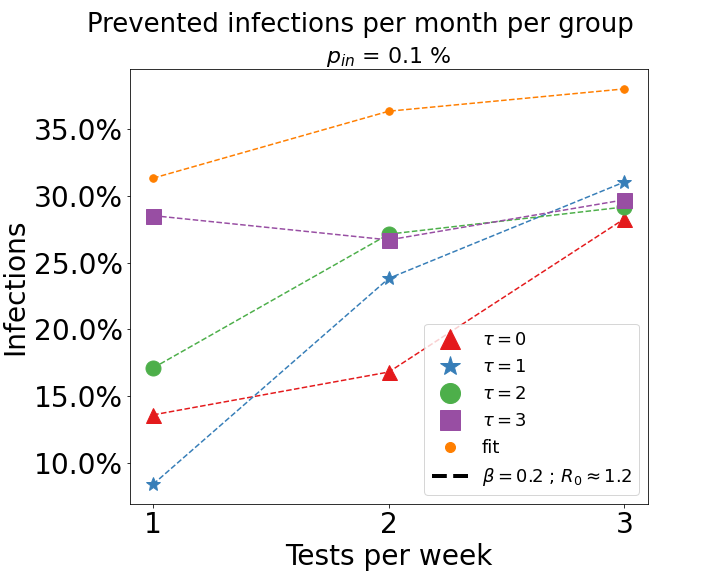 Prevented infections per month per group
p_in = 0.1 %
35.0%
30.0%
25.0%
20.0%
15.0%
10.0%
Infections
τ = 0
τ = 1
τ = 2
τ = 3
fit
β = 0.2 ; R₀ ≈ 1.2
1 2 3
Tests per week